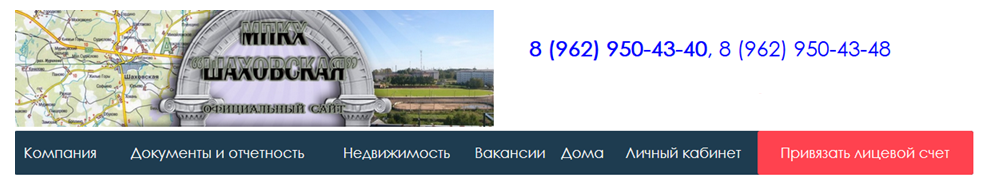 МПКХ
"ШАХОВСКАЯ"
ОФИЦИАЛЬНЫЙ САЙТ
Шаховская
8 (962) 950-43-40, 8 (962) 950-43-48
Компания Документы и отчетность Недвижимость Вакансии Дома Личный кабинет Привязать лицевой счет